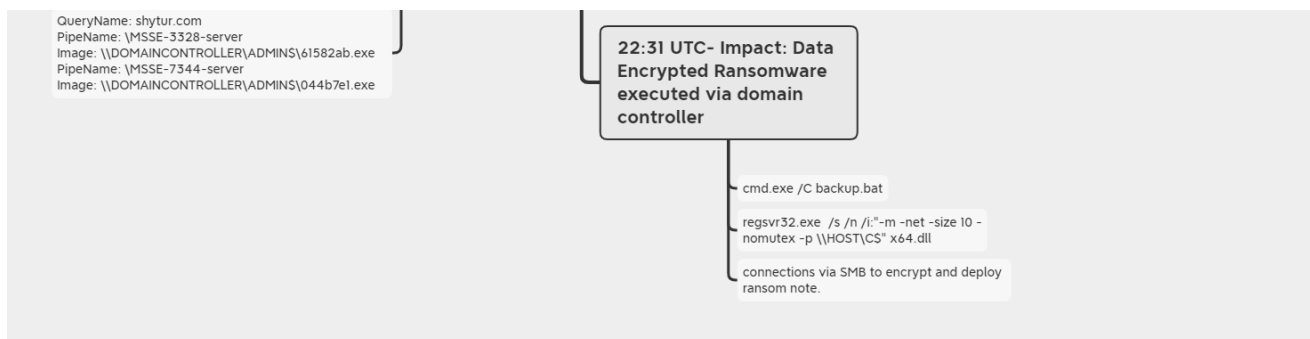 QueryName: shytur.com
PipeName: \MSSE-3328-server
Image: \\DOMAINCONTROLLER\ADMIN$\61582ab.exe
PipeName: \MSSE-7344-server
Image: \\DOMAINCONTROLLER\ADMIN$\044b7e1.exe
22:31 UTC- Impact: Data
Encrypted Ransomware
executed via domain
controller
cmd.exe /C backup.bat
regsvr32.exe  /s /n /i:"-m -net -size 10 -
nomutex -p \\HOST\C$" x64.dll
connections via SMB to encrypt and deploy
ransom note.